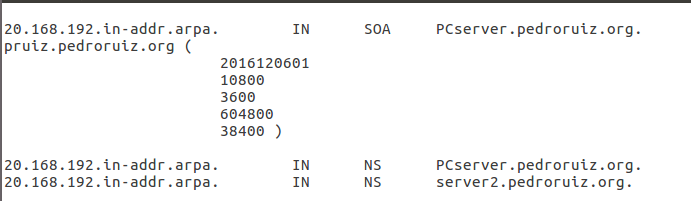 20.168.192.in-addr.arpa. IN SOA PCserver.pedroruiz.org.
pruiz.pedroruiz.org (
2016120601
10800
3600
604800
38400 )
20.168.192.in-addr.arpa. IN NS PCserver.pedroruiz.org.
20.168.192.in-addr.arpa. IN NS server2.pedroruiz.org.